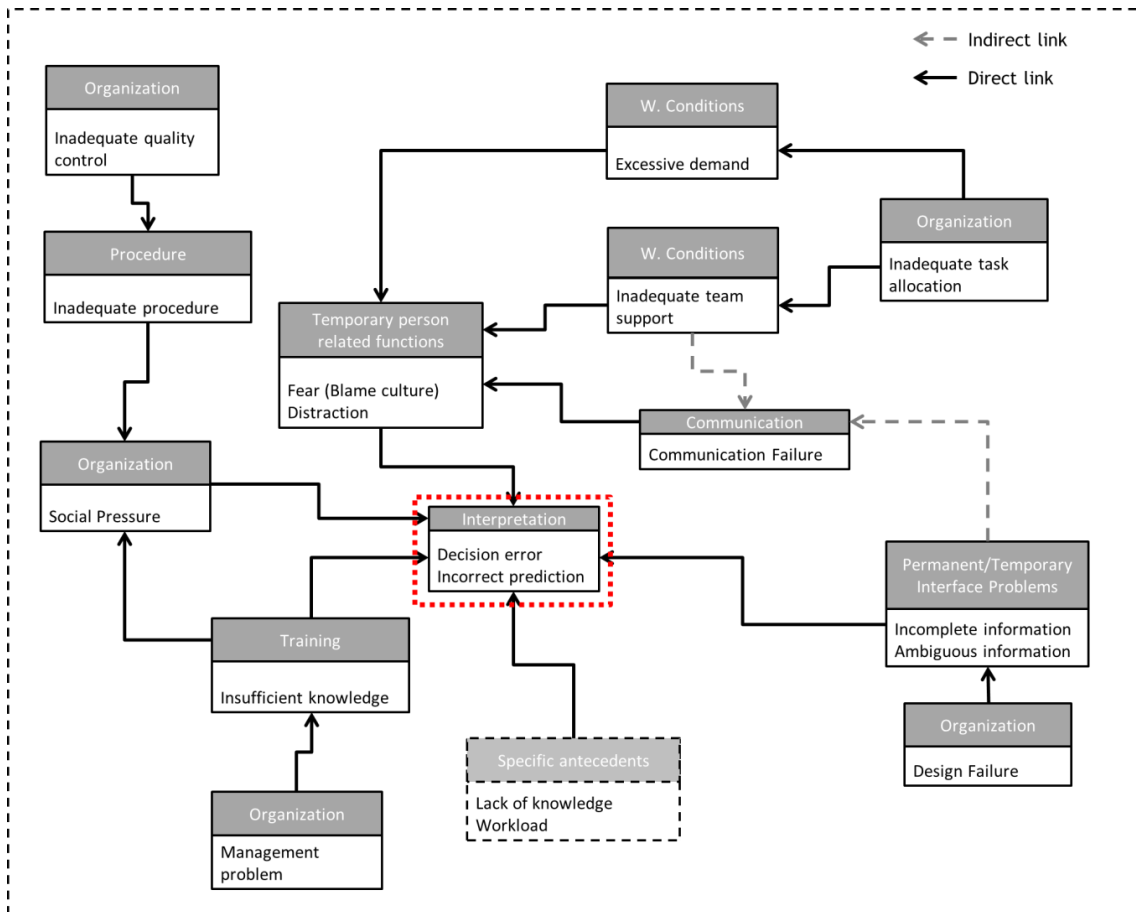 Indirect link
Direct link
Organization
Inadequate quality
control
W. Conditions
Excessive demand
Organization
Inadequate task
allocation
Procedure
Inadequate procedure
W. Conditions
Inadequate team
support
Temporary person
related functions
Fear (Blame culture)
Distraction
Communication
Communication Failure
Organization
Social Pressure
Interpretation
Decision error
Incorrect prediction
Permanent/Temporary
Interface Problems
Incomplete information
Ambiguous information
Training
Insufficient knowledge
Organization
Design Failure
Specific antecedents
Lack of knowledge
Workload
Organization
Management
problem